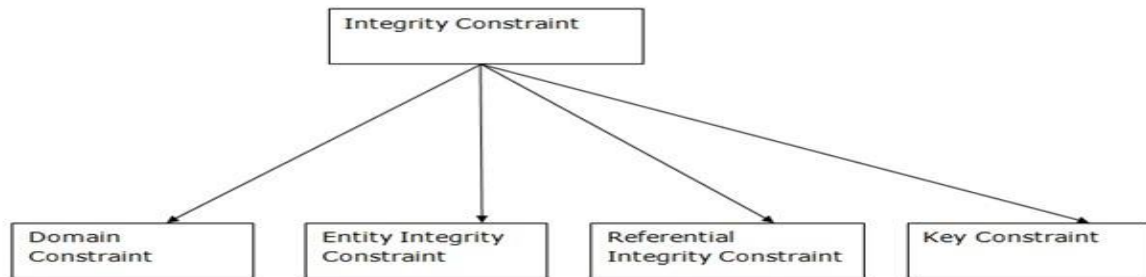 Integrity Constraint
Domain
Constraint
Entity Integrity
Constraint
Referential
Integrity Constraint
Key Constraint